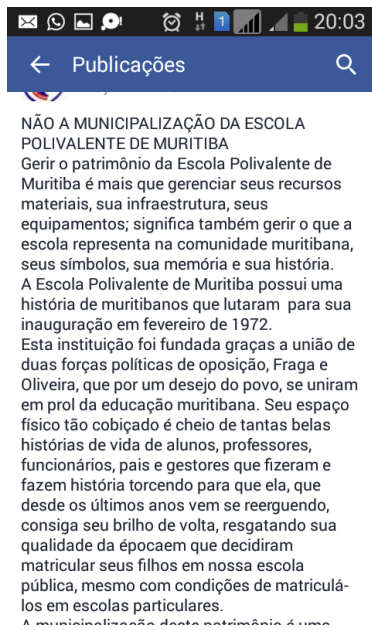 20:03
Publicações
NÃO A MUNICIPALIZAÇÃO DA ESCOLA
POLIVALENTE DE MURITIBA
Gerir o patrimônio da Escola Polivalente de
Muritiba é mais que gerenciar seus recursos
materiais, sua infraestrutura, seus
equipamentos; significa também gerir o que a
escola representa na comunidade muritibana,
seus símbolos, sua memória e sua história.
A Escola Polivalente de Muritiba possui uma
história de muritibanos que lutaram  para sua
inauguração em fevereiro de 1972.
Esta instituição foi fundada graças a união de
duas forças políticas de oposição, Fraga e
Oliveira, que por um desejo do povo, se uniram
em prol da educação muritibana. Seu espaço
físico tão cobiçado é cheio de tantas belas
histórias de vida de alunos, professores,
funcionários, pais e gestores que fizeram e
fazem história torcendo para que ela, que
desde os últimos anos vem se reerguendo,
consiga seu brilho de volta, resgatando sua
qualidade da épocaem que decidiram
matricular seus filhos em nossa escola
pública, mesmo com condições de matriculá-
los em escolas particulares.
A municipalização deste patrimônio é uma